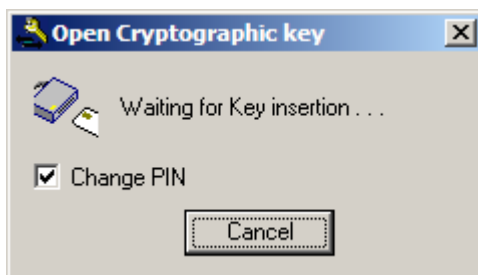 Open Cryptographic key
Waiting for Key insertion . . .
Change PIN
Cancel